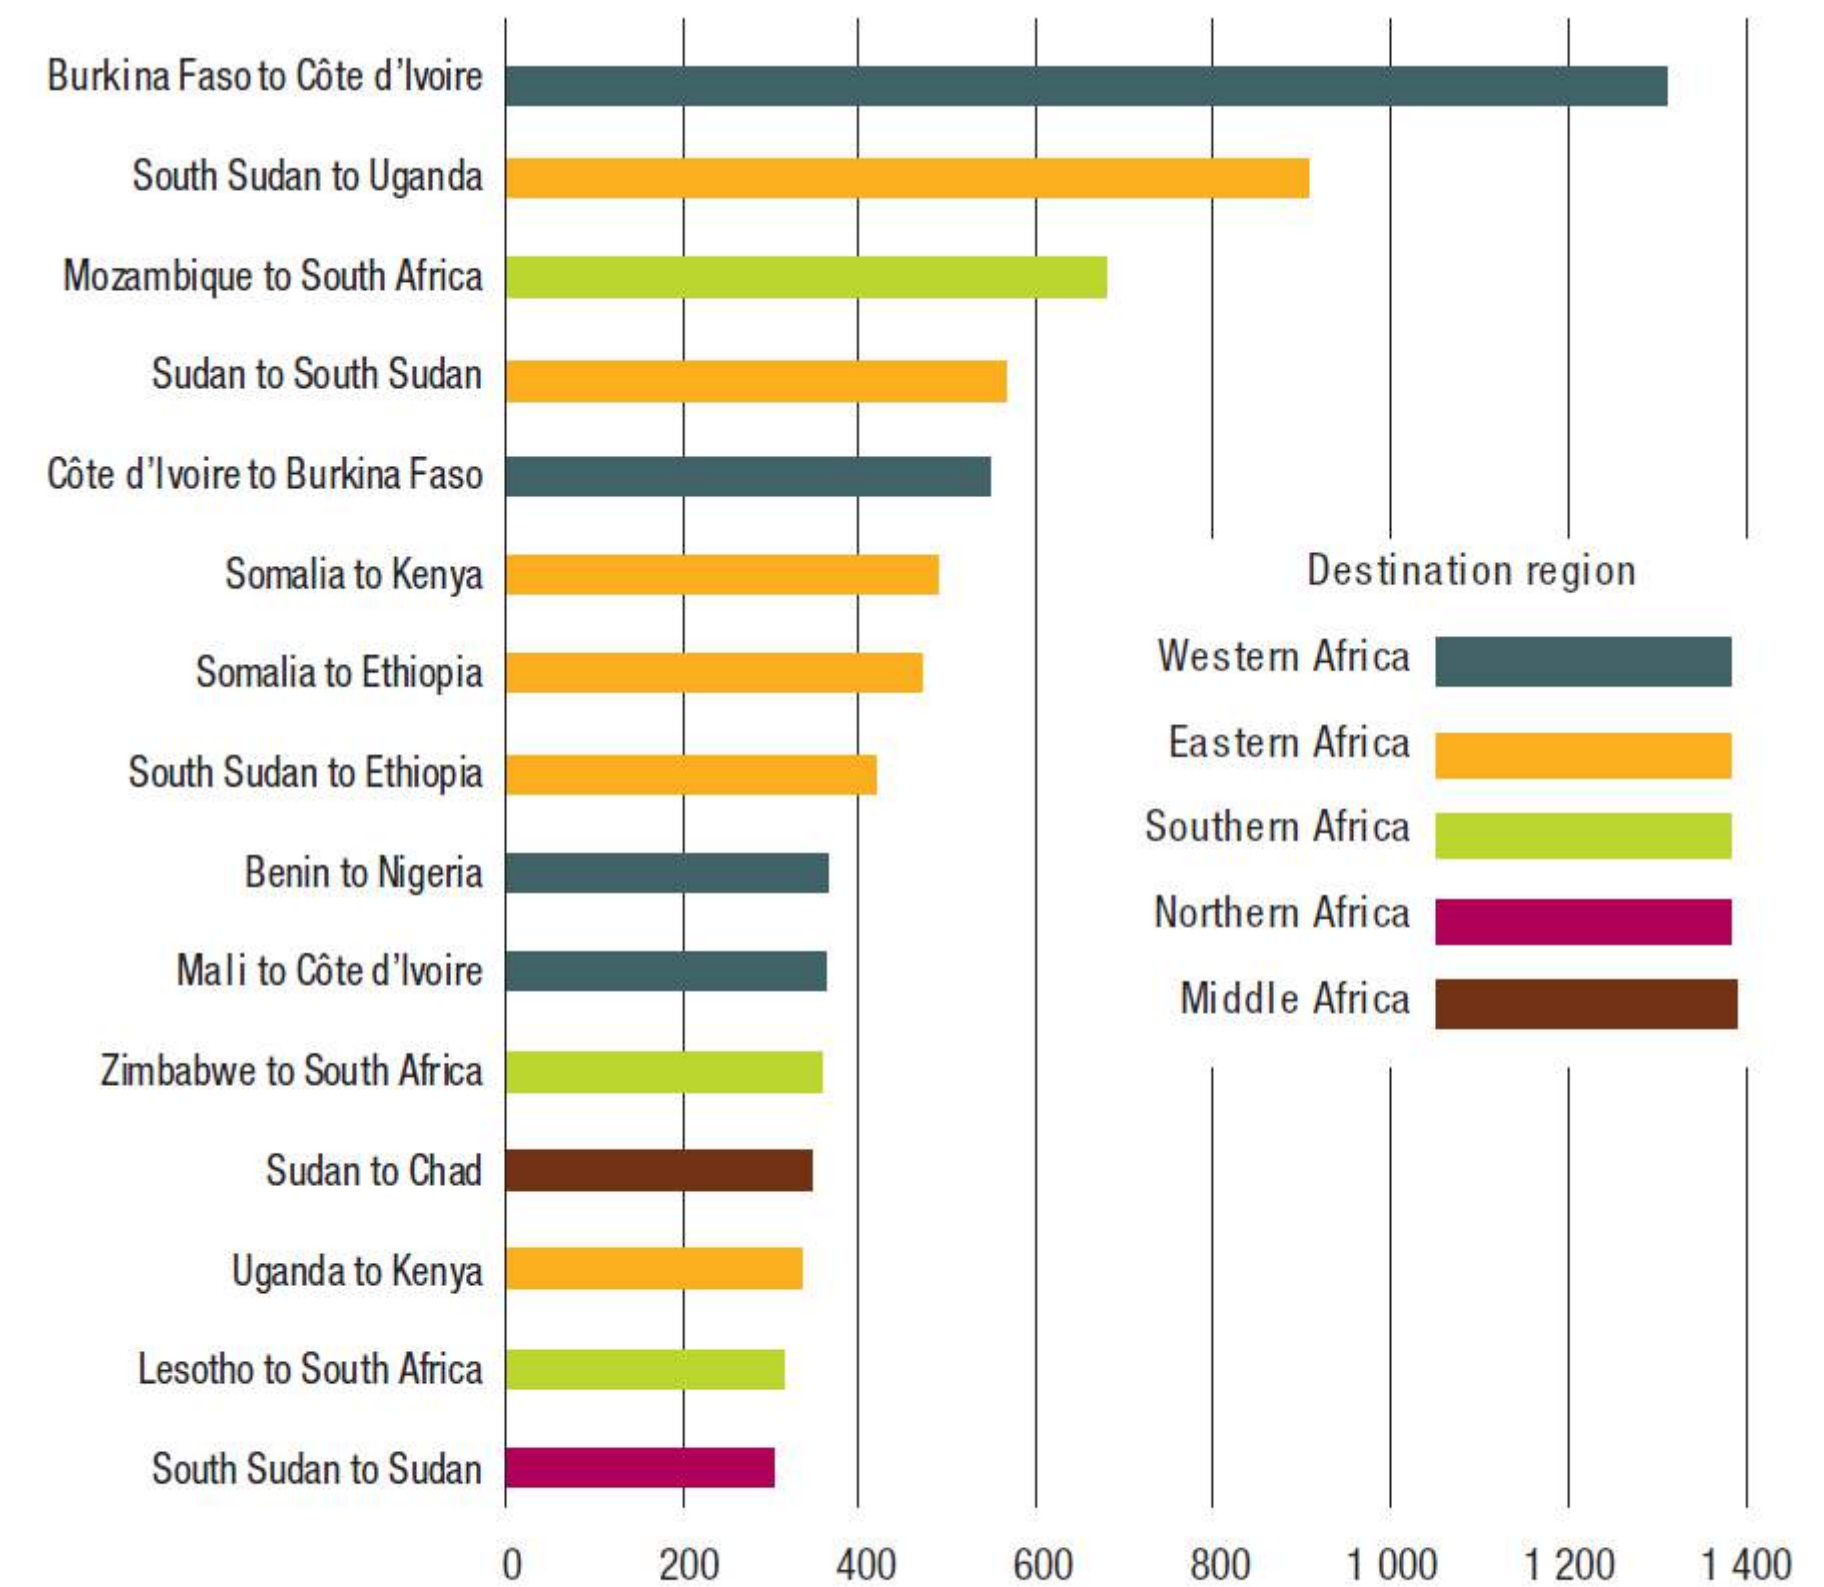 Burkina Faso to Côte d’Ivoire
South Sudan to Uganda
Mozambique to South Africa
Sudan to South Sudan
Côte d’Ivoire to Burkina Faso
Somalia to Kenya
Somalia to Ethiopia
South Sudan to Ethiopia
Benin to Nigeria
Mali to Côte d’Ivoire
Zimbabwe to South Africa
Sudan to Chad
Uganda to Kenya
Lesotho to South Africa
South Sudan to Sudan
Destination region
Western Africa
Eastern Africa
Southern Africa
Northern Africa
Middle Africa
0 200 400 600 800 1 000 1 200 1 400